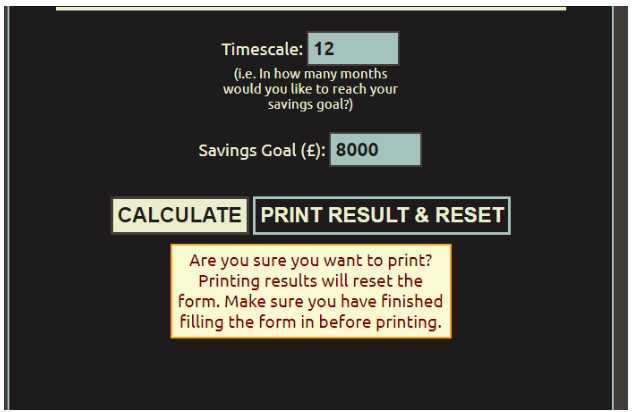 Timescale: 12
(i.e. In how many months
would you like to reach your
savings goal?)
Savings Goal (£): 8000
CALCULATE PRINT RESULT & RESET
Are you sure you want to print?
Printing results will reset the
form. Make sure you have finished
filling the form in before printing.